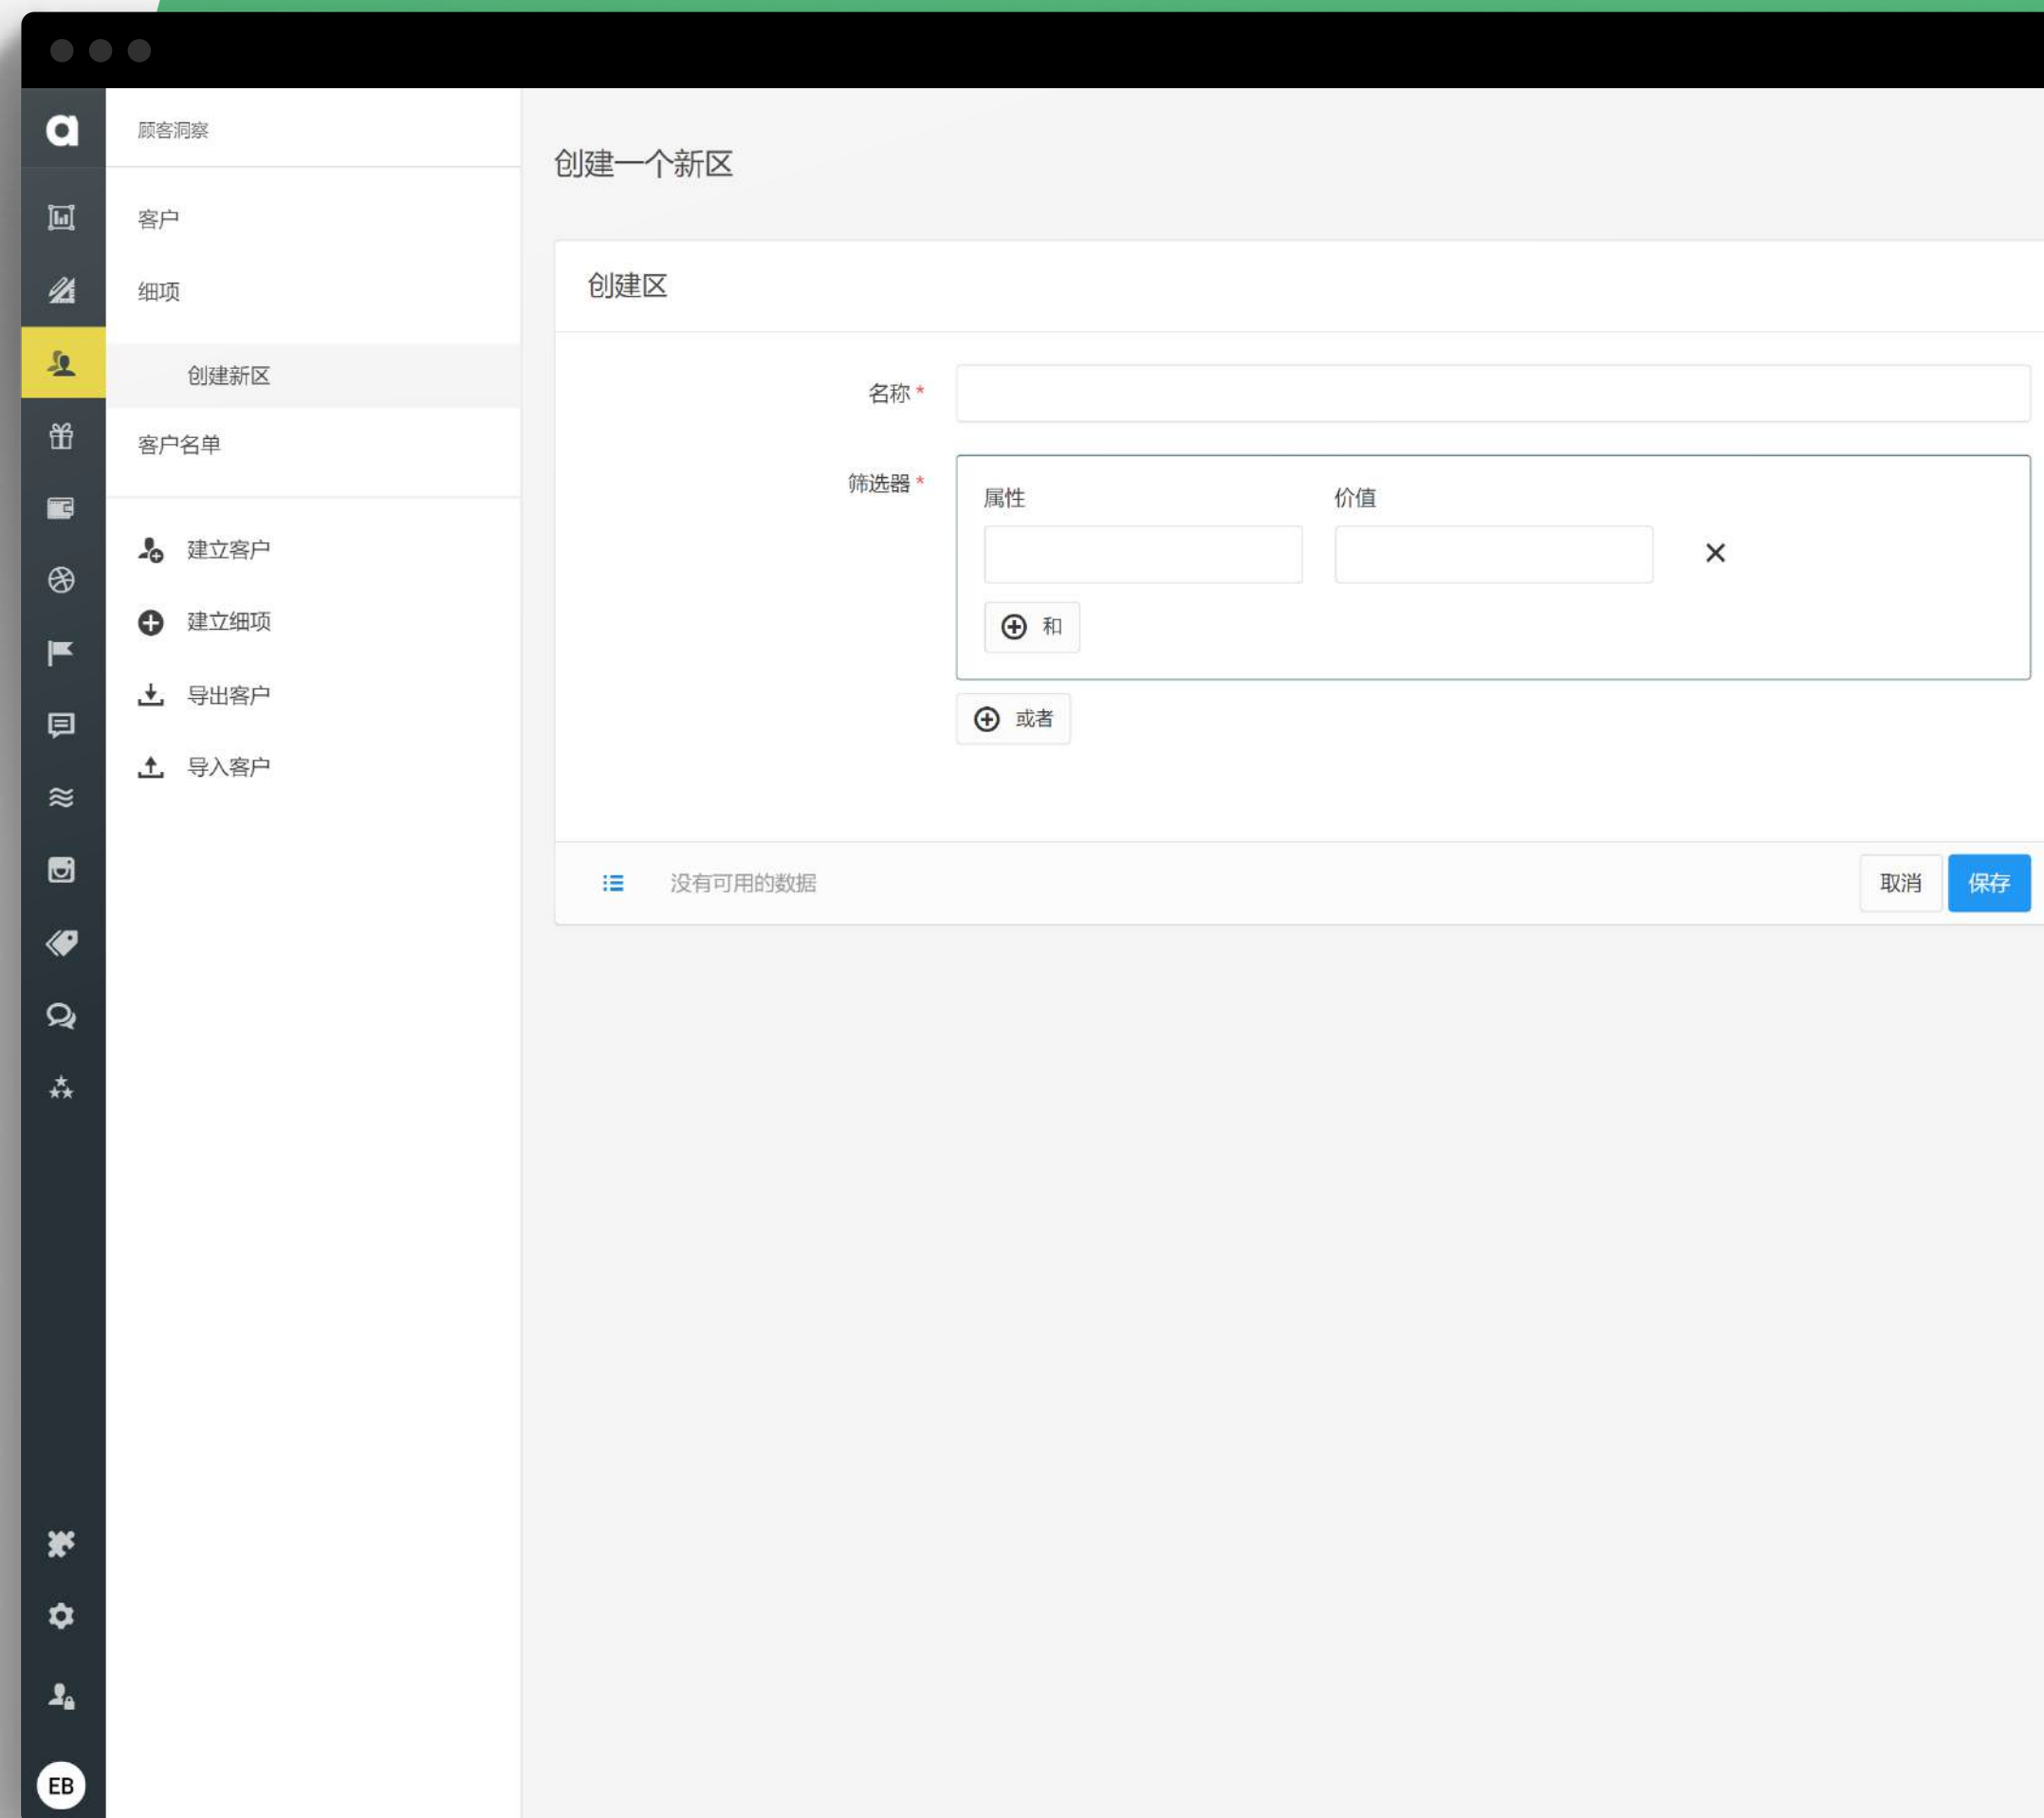 a
顾客洞察
客户
细项
创建新区
客户名单
建立客户
建立细项
导出客户
导入客户
EB
创建一个新区
创建区
名称 *
筛选器 *
属性 价值
和
或者
没有可用的数据
取消 保存